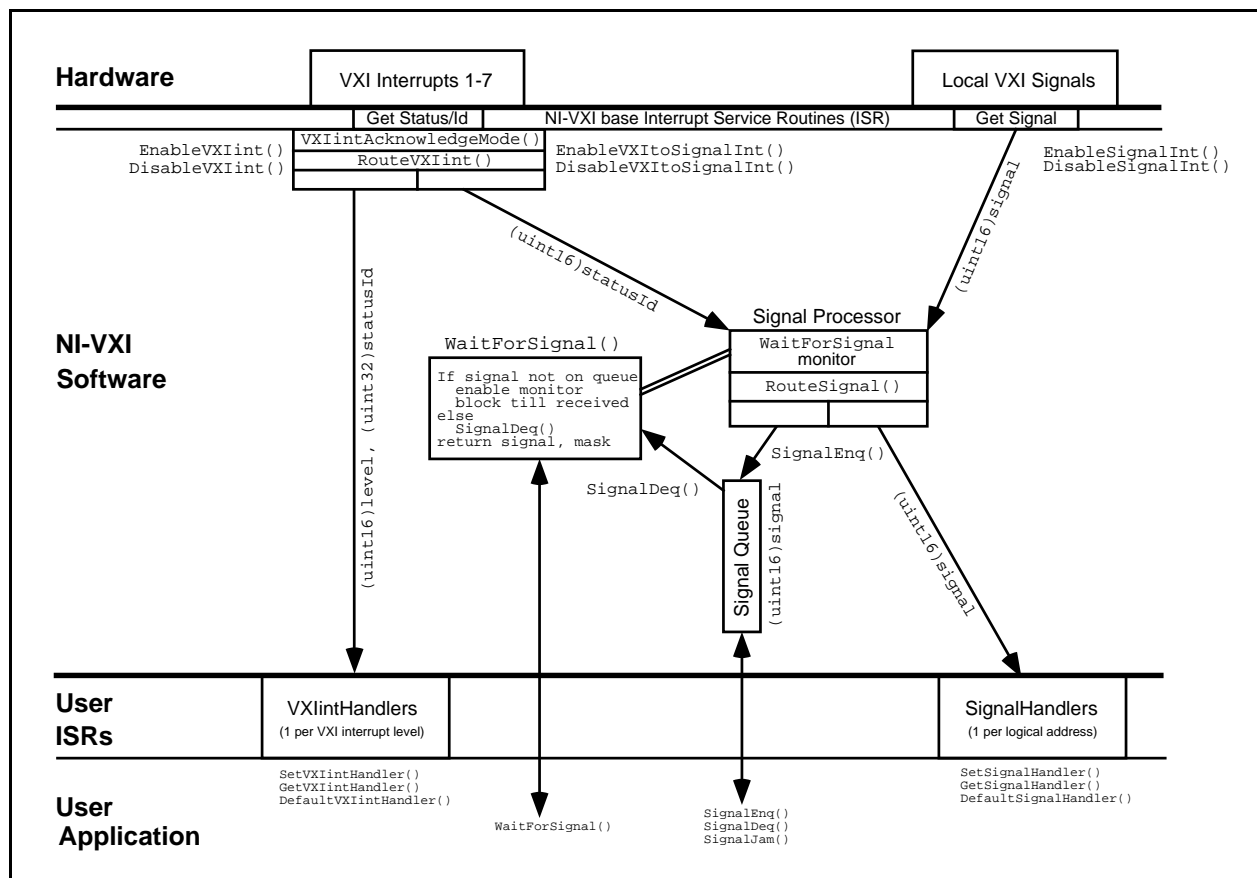 Hardware
VXI Interrupts 1-7
Local VXI Signals
Get Status/Id
NI-VXI base Interrupt Service Routines (ISR)
Get Signal
VXIintAcknowledgeMode()
RouteVXIint()
EnableVXIint()
DisableVXIint()
EnableVXItoSignalInt()
DisableVXItoSignalInt()
EnableSignalInt()
DisableSignalInt()
(uint16)statusId
(uint16)signal
(uint16)level, (uint32)statusId
NI-VXI
Software
Signal Processor
WaitForSignal
monitor
RouteSignal()
WaitForSignal()
If signal not on queue
enable monitor
block till received
else
SignalDeq()
return signal, mask
SignalEnq()
SignalDeq()
Signal Queue
(uint16)signal
(uint16)signal
User
ISRs
VXIintHandlers
(1 per VXI interrupt level)
SignalHandlers
(1 per logical address)
SetVXIintHandler()
GetVXIintHandler()
DefaultVXIintHandler()
SetSignalHandler()
GetSignalHandler()
DefaultSignalHandler()
User
Application
WaitForSignal()
SignalEnq()
SignalDeq()
SignalJam()